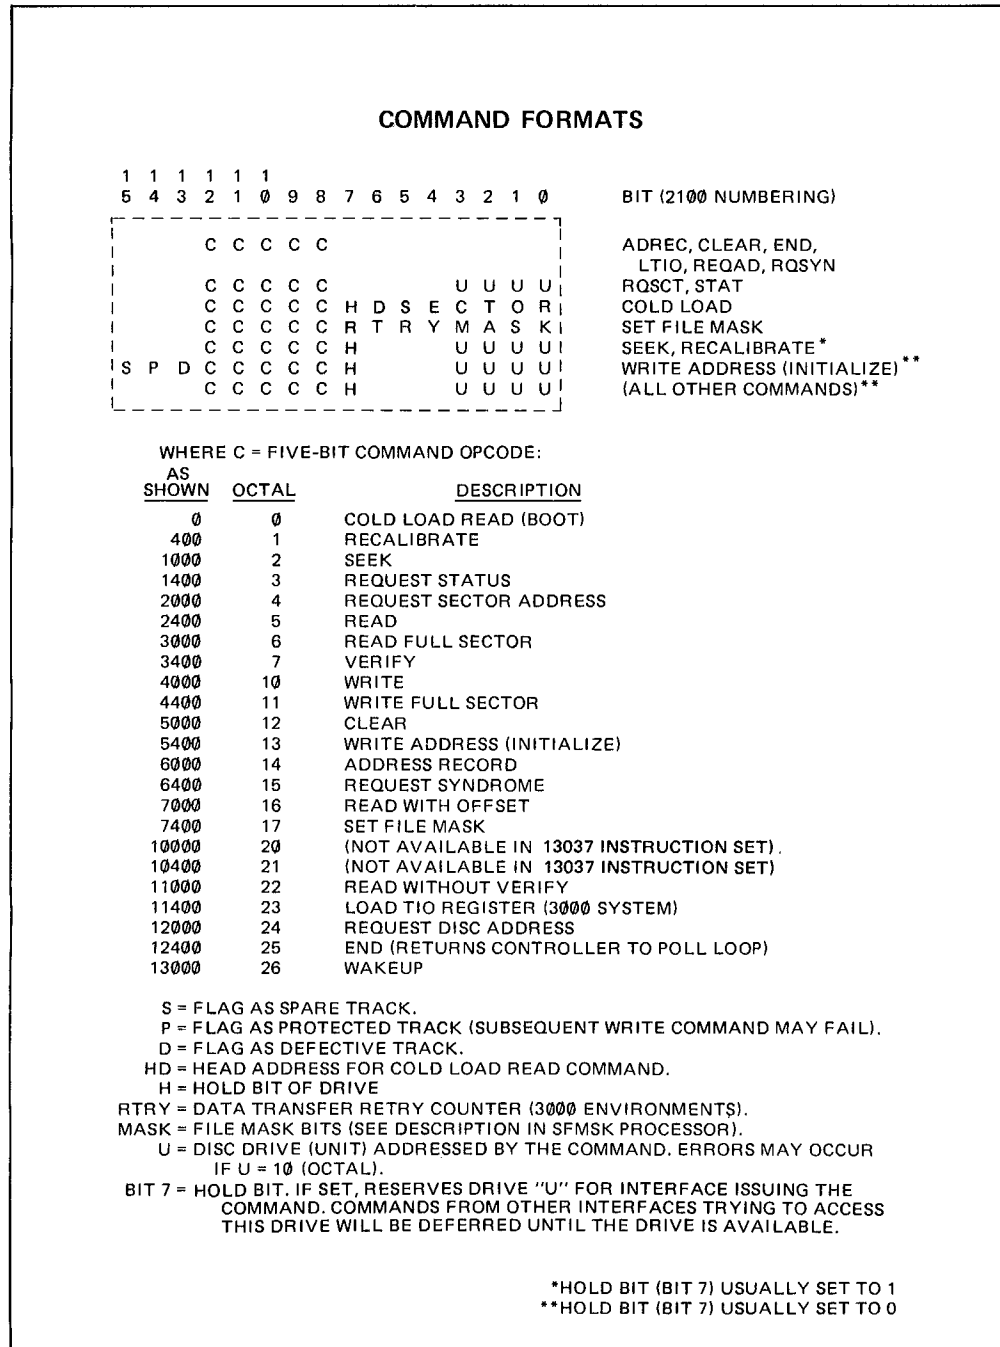 COMMAND FORMATS
1 1 1 1 1 1
5 4 3 2 1 0 9 8 7 6 5 4 3 2 1 0 BIT (2100 NUMBERING)
C C C C C ADREC, CLEAR, END,
LTIO, REQAD, RQSYN
C C C C C U U U U RQSCT, STAT
C C C C C H D S E C T O R COLD LOAD
C C C C C R T R Y M A S K SET FILE MASK
C C C C C H U U U U SEEK, RECALIBRATE*
S P D C C C C C H U U U U WRITE ADDRESS (INITIALIZE)**
C C C C C H U U U U (ALL OTHER COMMANDS)**
WHERE C = FIVE-BIT COMMAND OPCODE:
AS
SHOWN OCTAL DESCRIPTION
0 0 COLD LOAD READ (BOOT)
400 1 RECALIBRATE
1000 2 SEEK
1400 3 REQUEST STATUS
2000 4 REQUEST SECTOR ADDRESS
2400 5 READ
3000 6 READ FULL SECTOR
3400 7 VERIFY
4000 10 WRITE
4400 11 WRITE FULL SECTOR
5000 12 CLEAR
5400 13 WRITE ADDRESS (INITIALIZE)
6000 14 ADDRESS RECORD
6400 15 REQUEST SYNDROME
7000 16 READ WITH OFFSET
7400 17 SET FILE MASK
10000 20 (NOT AVAILABLE IN 13037 INSTRUCTION SET).
10400 21 (NOT AVAILABLE IN 13037 INSTRUCTION SET)
11000 22 READ WITHOUT VERIFY
11400 23 LOAD TIO REGISTER (3000 SYSTEM)
12000 24 REQUEST DISC ADDRESS
12400 25 END (RETURNS CONTROLLER TO POLL LOOP)
13000 26 WAKEUP
S = FLAG AS SPARE TRACK.
P = FLAG AS PROTECTED TRACK (SUBSEQUENT WRITE COMMAND MAY FAIL).
D = FLAG AS DEFECTIVE TRACK.
HD = HEAD ADDRESS FOR COLD LOAD READ COMMAND.
H = HOLD BIT OF DRIVE
RTRY = DATA TRANSFER RETRY COUNTER (3000 ENVIRONMENTS).
MASK = FILE MASK BITS (SEE DESCRIPTION IN SFMSK PROCESSOR).
U = DISC DRIVE (UNIT) ADDRESSED BY THE COMMAND. ERRORS MAY OCCUR
IF U = 10 (OCTAL).
BIT 7 = HOLD BIT. IF SET, RESERVES DRIVE "U" FOR INTERFACE ISSUING THE
COMMAND. COMMANDS FROM OTHER INTERFACES TRYING TO ACCESS
THIS DRIVE WILL BE DEFERRED UNTIL THE DRIVE IS AVAILABLE.
*HOLD BIT (BIT 7) USUALLY SET TO 1
**HOLD BIT (BIT 7) USUALLY SET TO 0